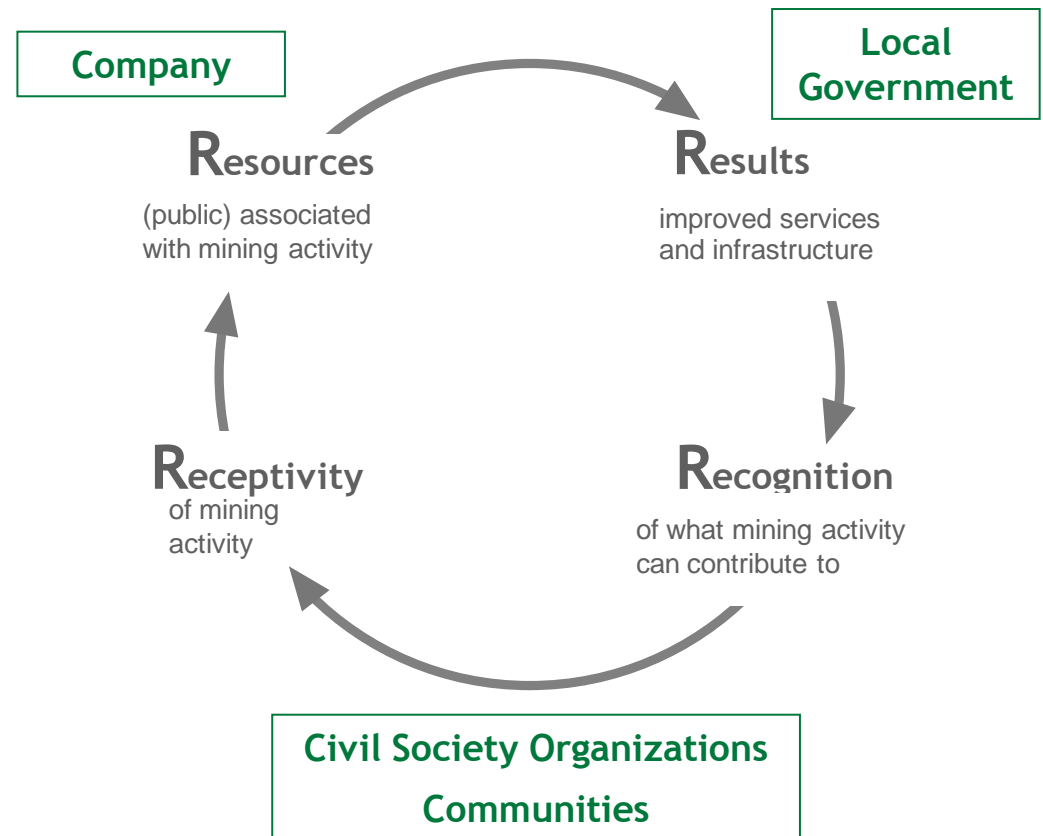 Company
Local
Government
Resources
(public) associated
with mining activity
Results
improved services
and infrastructure
Receptivity
of mining
activity
Recognition
of what mining activity
can contribute to
Civil Society Organizations
Communities